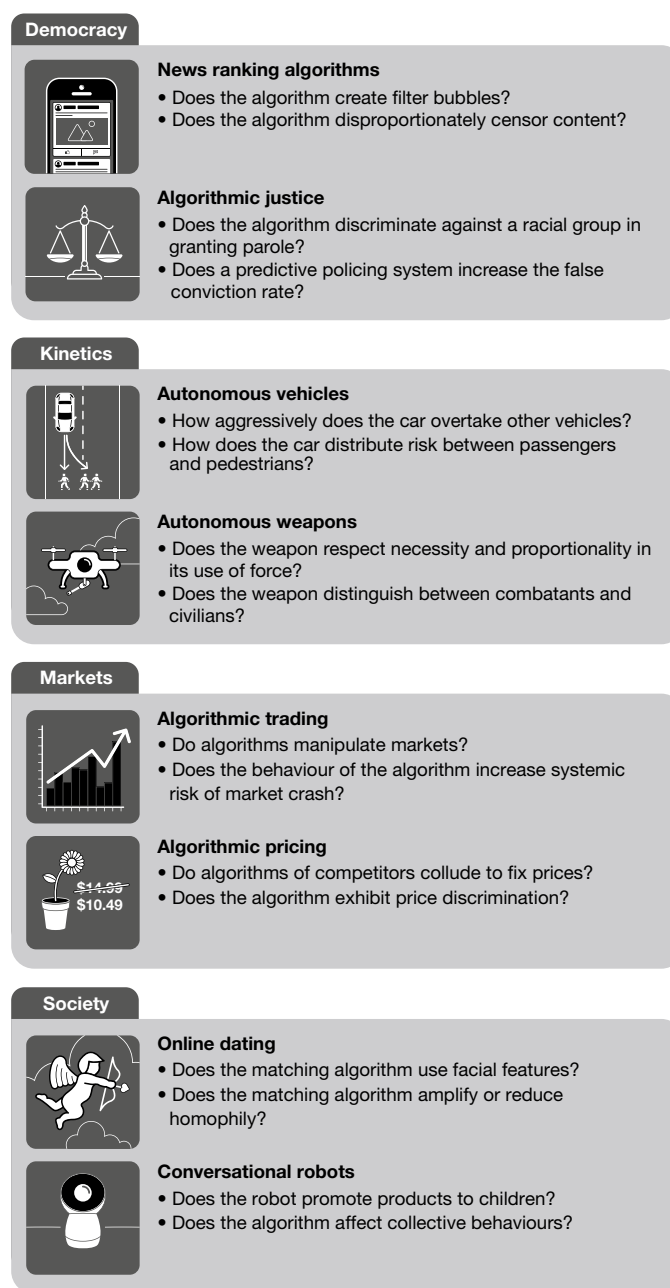 Democracy
News ranking algorithms
• Does the algorithm create filter bubbles?
• Does the algorithm disproportionately censor content?
Algorithmic justice
• Does the algorithm discriminate against a racial group in
granting parole?
• Does a predictive policing system increase the false
conviction rate?
Kinetics
Autonomous vehicles
• How aggressively does the car overtake other vehicles?
• How does the car distribute risk between passengers
and pedestrians?
Autonomous weapons
• Does the weapon respect necessity and proportionality in
its use of force?
• Does the weapon distinguish between combatants and
civilians?
Markets
Algorithmic trading
• Do algorithms manipulate markets?
• Does the behaviour of the algorithm increase systemic
risk of market crash?
Algorithmic pricing
$14.99
$10.49
• Do algorithms of competitors collude to fix prices?
• Does the algorithm exhibit price discrimination?
Society
Online dating
• Does the matching algorithm use facial features?
• Does the matching algorithm amplify or reduce
homophily?
Conversational robots
• Does the robot promote products to children?
• Does the algorithm affect collective behaviours?